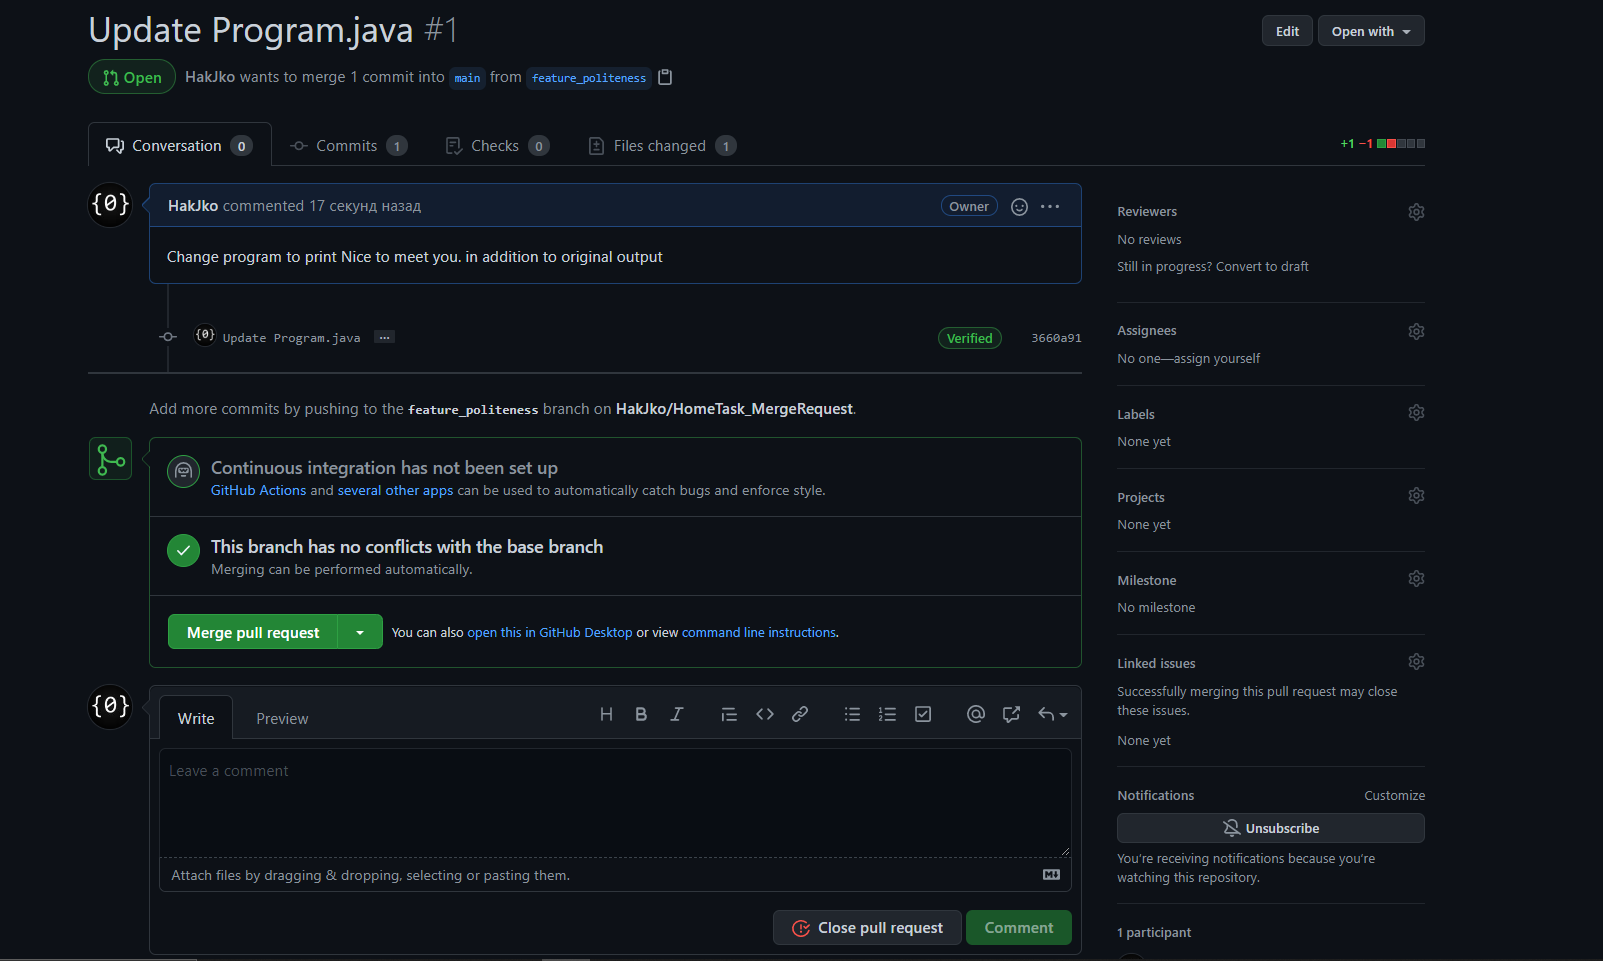 Update Program.java #1
Edit
Open with
Open
HakJko wants to merge 1 commit into main from feature_politeness
Conversation 0
Commits 1
Checks 0
Files changed 1
+1 −1
{0}
HakJko commented 17 секунд назад
Owner
Change program to print Nice to meet you. in addition to original output
{0} Update Program.java ...
Verified
3660a91
Add more commits by pushing to the feature_politeness branch on HakJko/HomeTask_MergeRequest.
Continuous integration has not been set up
GitHub Actions and several other apps can be used to automatically catch bugs and enforce style.
This branch has no conflicts with the base branch
Merging can be performed automatically.
Merge pull request
You can also open this in GitHub Desktop or view command line instructions.
{0}
Write
Preview
H B I
Leave a comment
Attach files by dragging & dropping, selecting or pasting them.
Close pull request
Comment
Reviewers
No reviews
Still in progress? Convert to draft
Assignees
No one—assign yourself
Labels
None yet
Projects
None yet
Milestone
No milestone
Linked issues
Successfully merging this pull request may close
these issues.
None yet
Notifications
Customize
Unsubscribe
You're receiving notifications because you're
watching this repository.
1 participant